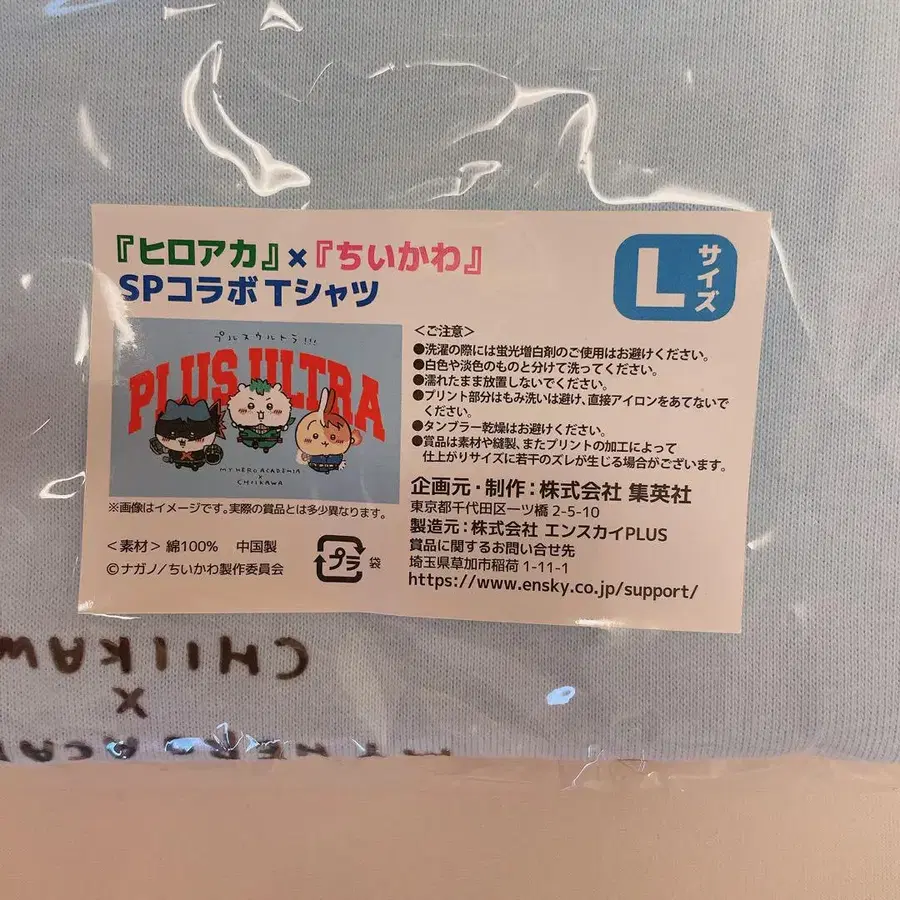 『ヒロアカ』×『ちいかわ』
SPコラボTシャツ
Lサイズ
プルスウルトラ!!!
PLUS ULTRA
MY HERO ACADEMIA
×
CHIIKAWA
※画像はイメージです。実際の賞品とは多少異なります。
＜素材＞綿100%　中国製
©ナガノ/ちいかわ製作委員会
プラ
袋
＜ご注意＞
●洗濯の際には蛍光増白剤のご使用はお避けください。
●白色や淡色のものと分けて洗ってください。
●濡れたまま放置しないでください。
●プリント部分はもみ洗いは避け、直接アイロンをあてないで
ください。
●タンブラー乾燥はお避けください。
●賞品は素材や縫製、またプリントの加工によって
仕上がりサイズに若干のズレが生じる場合がございます。
企画元・制作：株式会社 集英社
東京都千代田区一ツ橋 2-5-10
製造元：株式会社 エンスカイPLUS
賞品に関するお問い合せ先
埼玉県草加市稲荷 1-11-1
https://www.ensky.co.jp/support/
CHIIKAW
×
MY HERO ACA